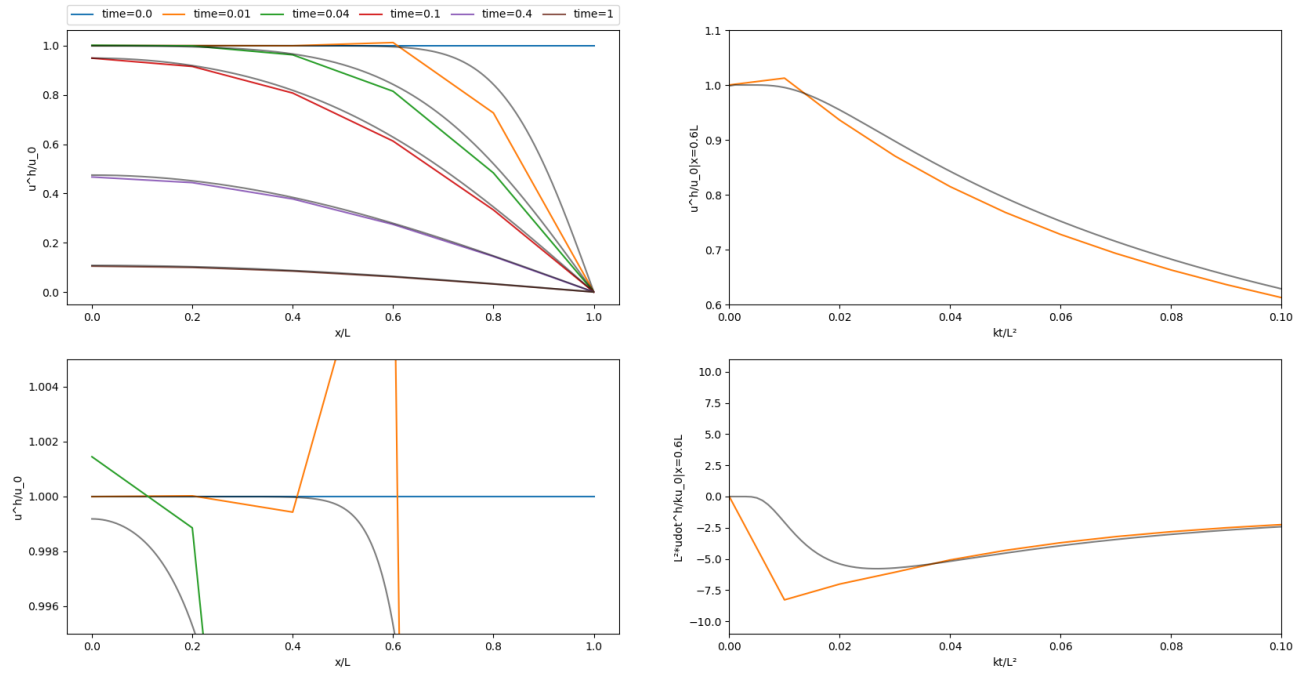 time=0.0 time=0.01 time=0.04 time=0.1 time=0.4 time=1
1.0
0.8
0.6
0.4
0.2
0.0
u^h/u_0
0.0 0.2 0.4 0.6 0.8 1.0
x/L
1.1
1.0
0.9
0.8
0.7
0.6
u^h/u_0|x=0.6L
0.00 0.02 0.04 0.06 0.08 0.10
kt/L²
1.004
1.002
1.000
0.998
0.996
u^h/u_0
0.0 0.2 0.4 0.6 0.8 1.0
x/L
10.0
7.5
5.0
2.5
0.0
−2.5
−5.0
−7.5
−10.0
L²*udot^h/ku_0|x=0.6L
0.00 0.02 0.04 0.06 0.08 0.10
kt/L²